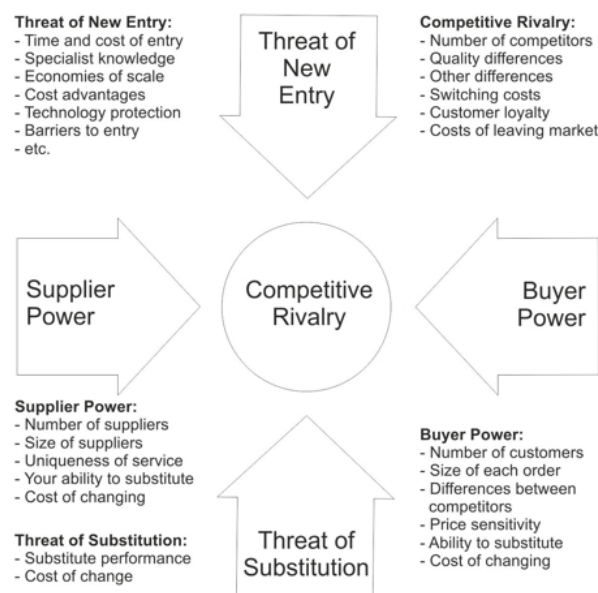 Threat of New Entry:
- Time and cost of entry
- Specialist knowledge
- Economies of scale
- Cost advantages
- Technology protection
- Barriers to entry
- etc.
Threat of
New
Entry
Competitive Rivalry:
- Number of competitors
- Quality differences
- Other differences
- Switching costs
- Customer loyalty
- Costs of leaving market
Supplier
Power
Competitive
Rivalry
Buyer
Power
Supplier Power:
- Number of suppliers
- Size of suppliers
- Uniqueness of service
- Your ability to substitute
- Cost of changing
Threat of Substitution:
- Substitute performance
- Cost of change
Threat of
Substitution
Buyer Power:
- Number of customers
- Size of each order
- Differences between
competitors
- Price sensitivity
- Ability to substitute
- Cost of changing